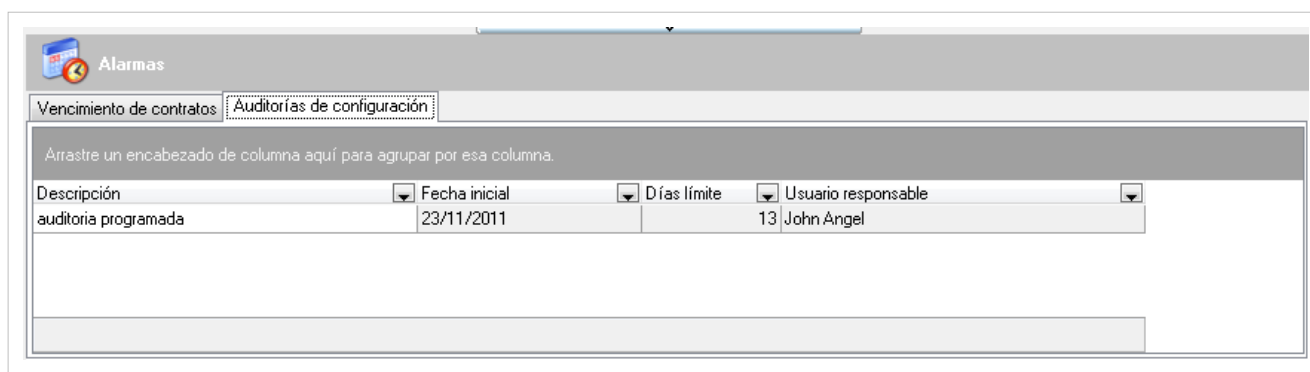 Alarmas
Vencimiento de contratos Auditorías de configuración
Arrastre un encabezado de columna aquí para agrupar por esa columna.
Descripción Fecha inicial Días límite Usuario responsable
auditoria programada 23/11/2011 13 John Angel